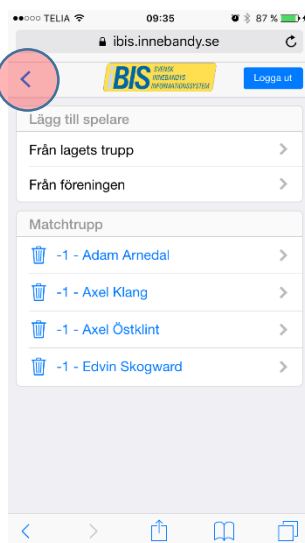 TELIA 09:35 87 %
ibis.innebandy.se
BIS SVENSK INNEBANDYS INFORMATIONSSYSTEM
Logga ut
Lägg till spelare
Från lagets trupp
Från föreningen
Matchtrupp
-1 - Adam Arnedal
-1 - Axel Klang
-1 - Axel Östklint
-1 - Edvin Skogward